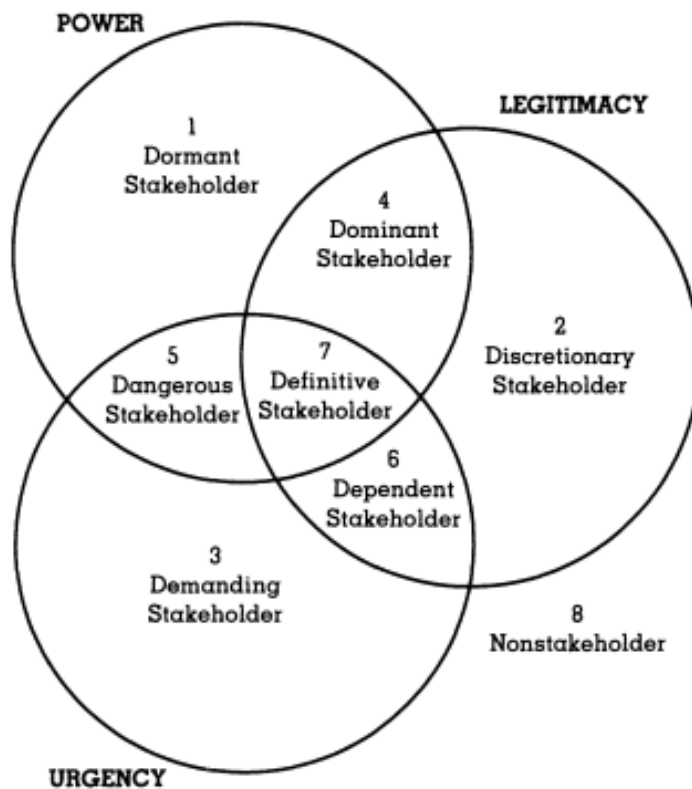 POWER
LEGITIMACY
1
Dormant
Stakeholder
4
Dominant
Stakeholder
2
Discretionary
Stakeholder
5
Dangerous
Stakeholder
7
Definitive
Stakeholder
6
Dependent
Stakeholder
3
Demanding
Stakeholder
8
Nonstakeholder
URGENCY